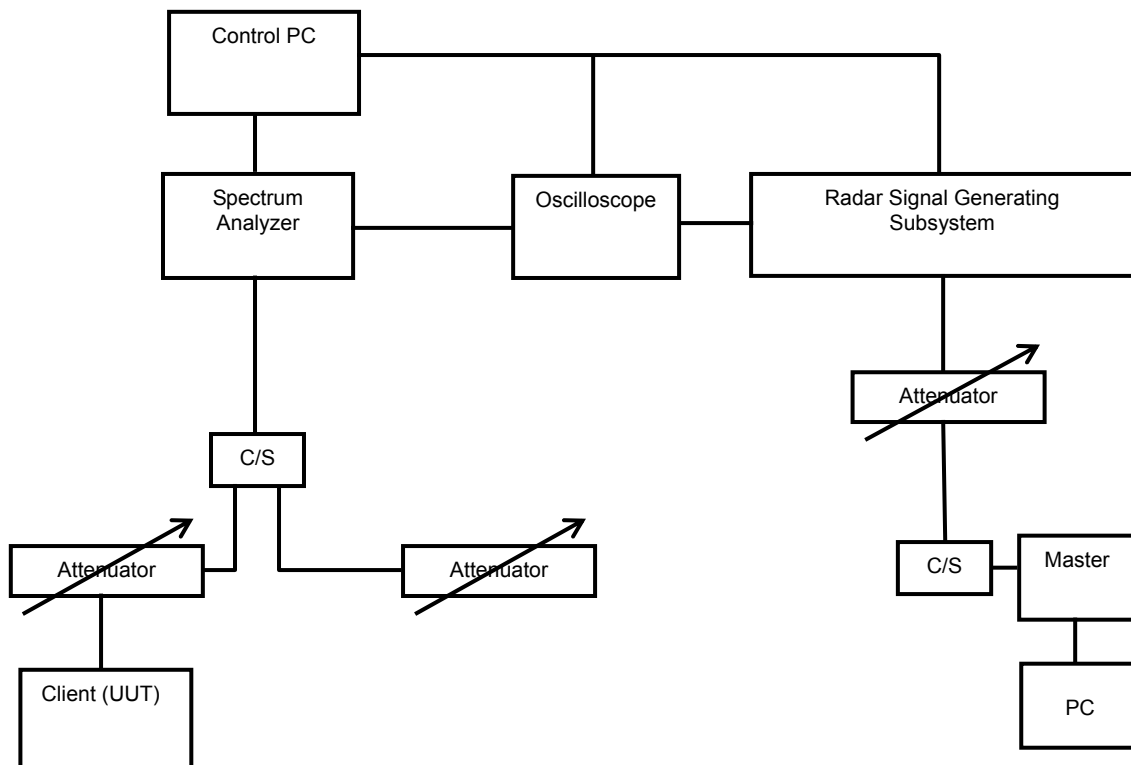 Control PC
Spectrum
Analyzer
Oscilloscope
Radar Signal Generating
Subsystem
Attenuator
C/S
Attenuator
Attenuator
C/S
Master
Client (UUT)
PC